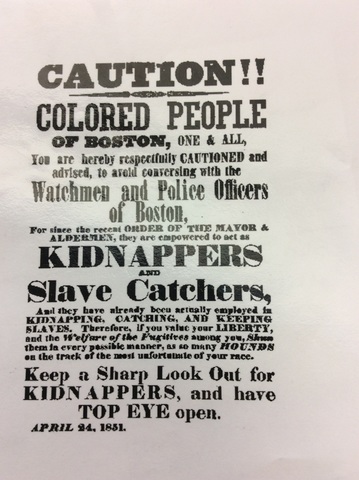 CAUTION!!
COLORED PEOPLE
OF BOSTON, ONE & ALL,
You are hereby respectfully CAUTIONED and
advised, to avoid conversing with the
Watchmen and Police Officers
of Boston,
For since the recent ORDER OF THE MAYOR &
ALDERMEN, they are empowered to act as
KIDNAPPERS
AND
Slave Catchers,
And they have already been actually employed in
KIDNAPPING, CATCHING, AND KEEPING
SLAVES. Therefore, if you value your LIBERTY,
and the Welfare of the Fugitives among you, Shun
them in every possible manner, as so many HOUNDS
on the track of the most unfortunate of your race.
Keep a Sharp Look Out for
KIDNAPPERS, and have
TOP EYE open.
APRIL 24, 1851.